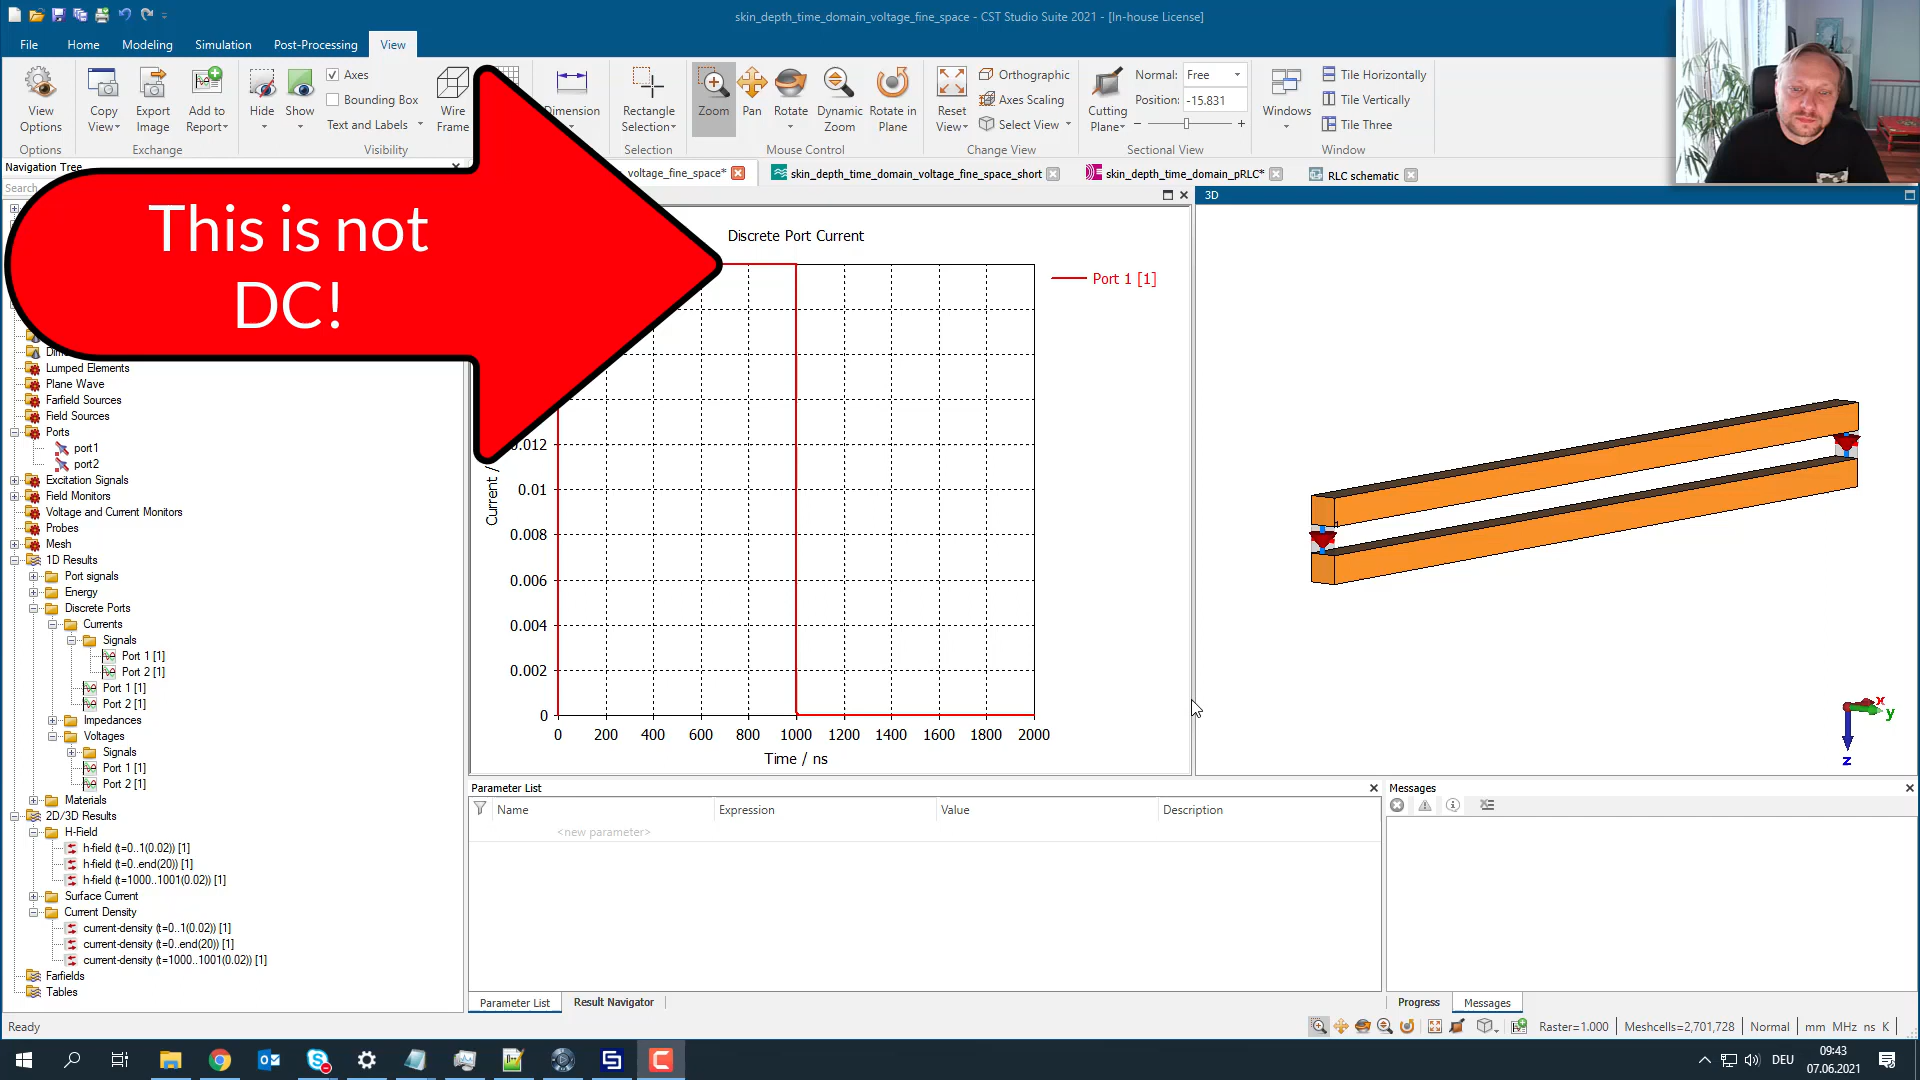 skin_depth_time_domain_voltage_fine_space - CST Studio Suite 2021 - [In-house License]
File Home Modeling Simulation Post-Processing View
View Options
Copy View
Export Image
Add to Report
Hide
Show
Axes
Bounding Box
Text and Labels
Wire Frame
Dimension
Rectangle Selection
Zoom
Pan
Rotate
Dynamic Zoom
Rotate in Plane
Reset View
Orthographic
Axes Scaling
Select View
Cutting Plane
Normal: Free
Position: -15.831
Windows
Tile Horizontally
Tile Vertically
Tile Three
Options Exchange Visibility Selection Mouse Control Change View Sectional View Window
Navigation Tree
voltage_fine_space*
skin_depth_time_domain_voltage_fine_space_short
skin_depth_time_domain_pRLC*
RLC schematic
Search
3D
This is not
DC!
Lumped Elements
Plane Wave
Farfield Sources
Field Sources
Ports
port1
port2
Excitation Signals
Field Monitors
Voltage and Current Monitors
Probes
Mesh
1D Results
Port signals
Energy
Discrete Ports
Currents
Signals
Port 1 [1]
Port 2 [1]
Port 1 [1]
Port 2 [1]
Impedances
Voltages
Signals
Port 1 [1]
Port 2 [1]
Materials
2D/3D Results
H-Field
h-field (t=0..1(0.02)) [1]
h-field (t=0..end(20)) [1]
h-field (t=1000..1001(0.02)) [1]
Surface Current
Current Density
current-density (t=0..1(0.02)) [1]
current-density (t=0..end(20)) [1]
current-density (t=1000..1001(0.02)) [1]
Farfields
Tables
Discrete Port Current
Port 1 [1]
Current /
0.012
0.01
0.008
0.006
0.004
0.002
0
0 200 400 600 800 1000 1200 1400 1600 1800 2000
Time / ns
x
y
z
Parameter List
Name Expression Value Description
<new parameter>
Parameter List Result Navigator
Messages
Progress Messages
Ready
Raster=1.000 Meshcells=2,701,728 Normal mm MHz ns K
DEU
09:43
07.06.2021